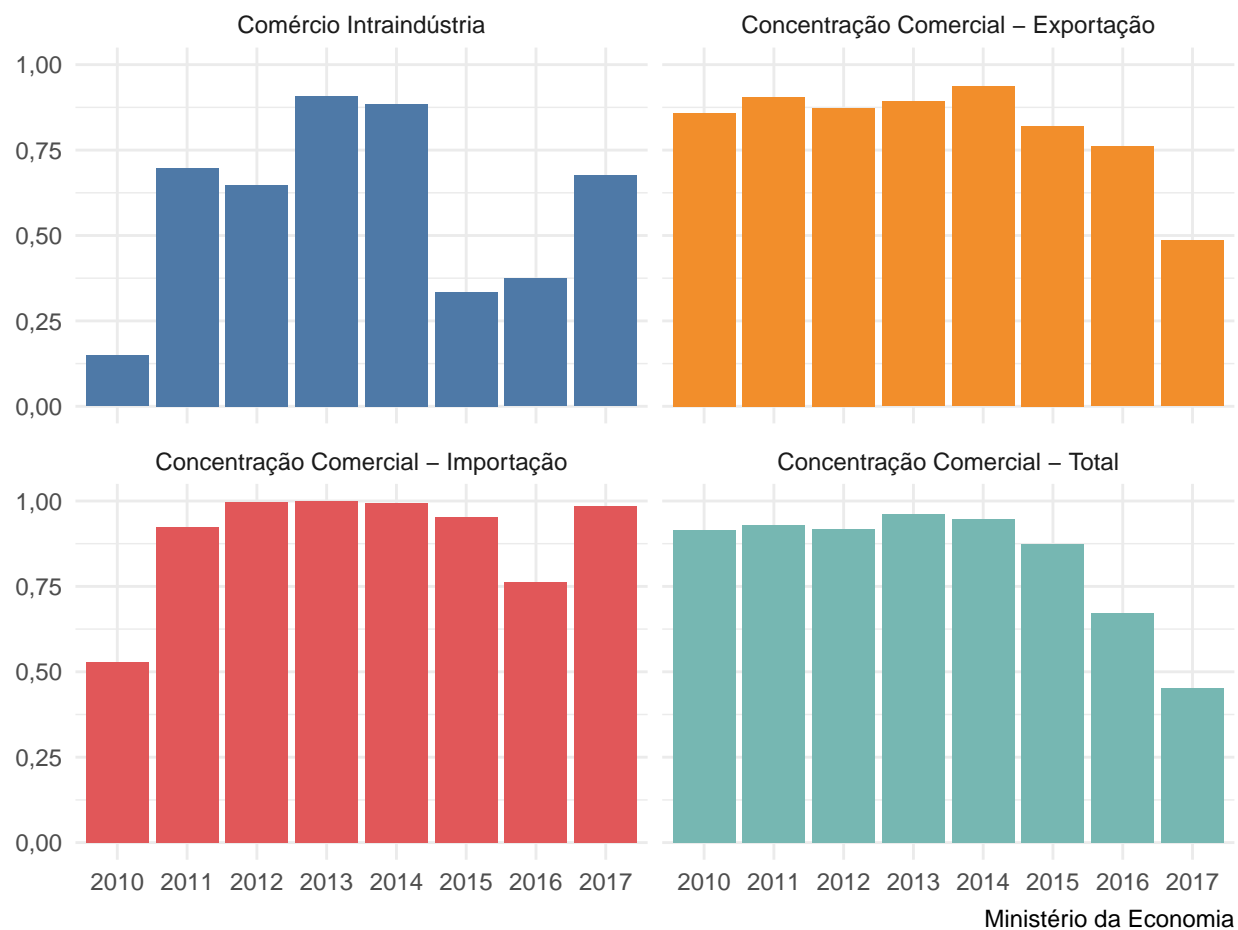 Comércio Intraindústria
Concentração Comercial – Exportação
1,00
0,75
0,50
0,25
0,00
Concentração Comercial – Importação
Concentração Comercial – Total
1,00
0,75
0,50
0,25
0,00
2010 2011 2012 2013 2014 2015 2016 2017
2010 2011 2012 2013 2014 2015 2016 2017
Ministério da Economia